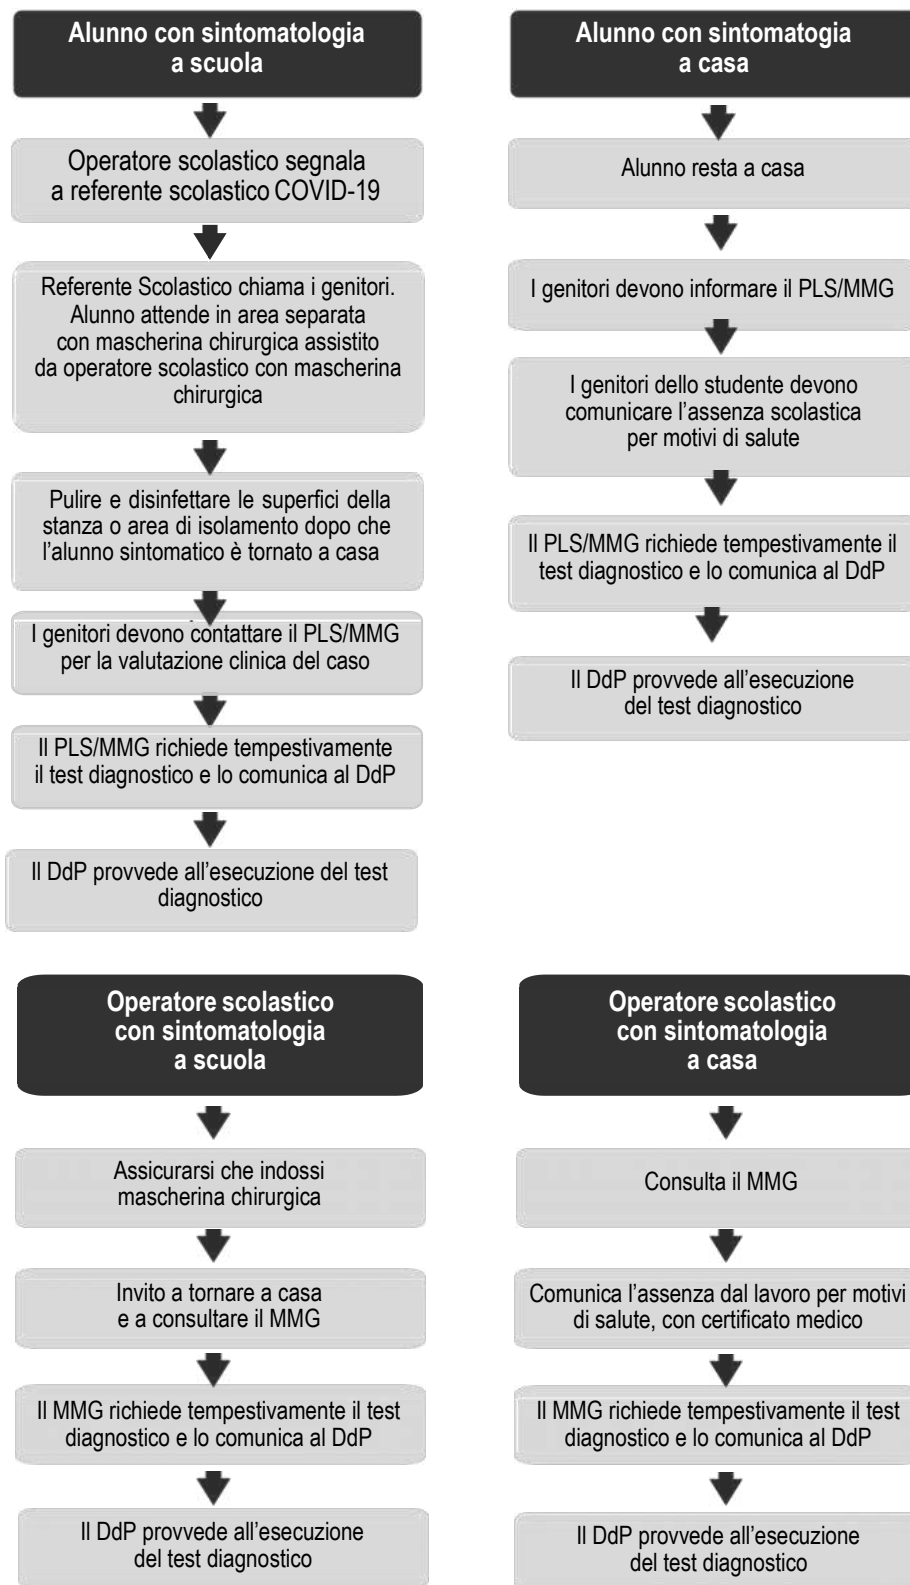 Alunno con sintomatologia
a scuola
Operatore scolastico segnala
a referente scolastico COVID-19
Referente Scolastico chiama i genitori.
Alunno attende in area separata
con mascherina chirurgica assistito
da operatore scolastico con mascherina
chirurgica
Pulire e disinfettare le superfici della
stanza o area di isolamento dopo che
l’alunno sintomatico è tornato a casa
I genitori devono contattare il PLS/MMG
per la valutazione clinica del caso
Il PLS/MMG richiede tempestivamente
il test diagnostico e lo comunica al DdP
Il DdP provvede all’esecuzione del test
diagnostico
Alunno con sintomatogia
a casa
Alunno resta a casa
I genitori devono informare il PLS/MMG
I genitori dello studente devono
comunicare l’assenza scolastica
per motivi di salute
Il PLS/MMG richiede tempestivamente il
test diagnostico e lo comunica al DdP
Il DdP provvede all’esecuzione
del test diagnostico
Operatore scolastico
con sintomatologia
a scuola
Assicurarsi che indossi
mascherina chirurgica
Invito a tornare a casa
e a consultare il MMG
Il MMG richiede tempestivamente il test
diagnostico e lo comunica al DdP
Il DdP provvede all’esecuzione
del test diagnostico
Operatore scolastico
con sintomatologia
a casa
Consulta il MMG
Comunica l’assenza dal lavoro per motivi
di salute, con certificato medico
Il MMG richiede tempestivamente il test
diagnostico e lo comunica al DdP
Il DdP provvede all’esecuzione
del test diagnostico